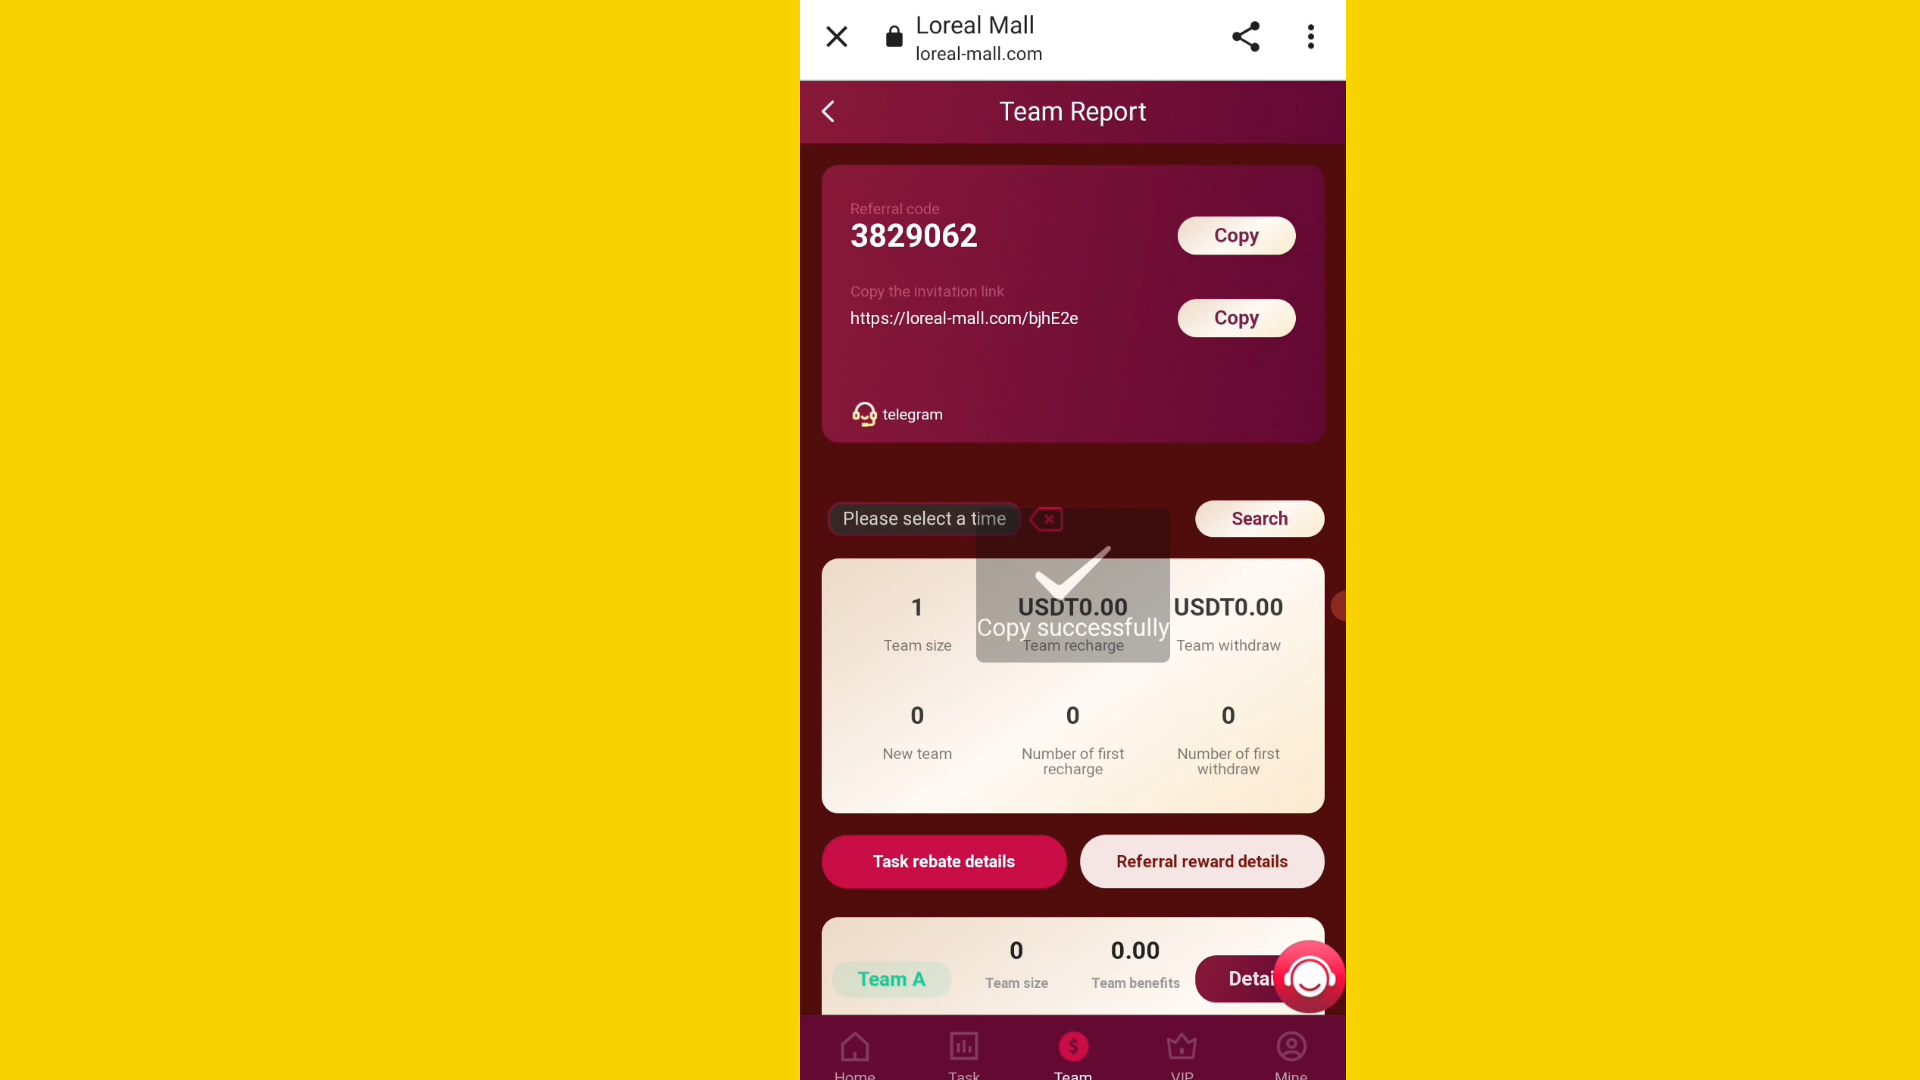 Loreal Mall
loreal-mall.com
Team Report
Referral code
3829062
Copy
Copy the invitation link
https://loreal-mall.com/bjhE2e
Copy
telegram
Please select a time
Search
1
USDT0.00
USDT0.00
Copy successfully
Team size
Team recharge
Team withdraw
0
0
0
New team
Number of first
recharge
Number of first
withdraw
Task rebate details
Referral reward details
Team A
0
Team size
0.00
Team benefits
Detai
Home
Task
Team
VIP
Mine